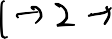 1 → 2 →